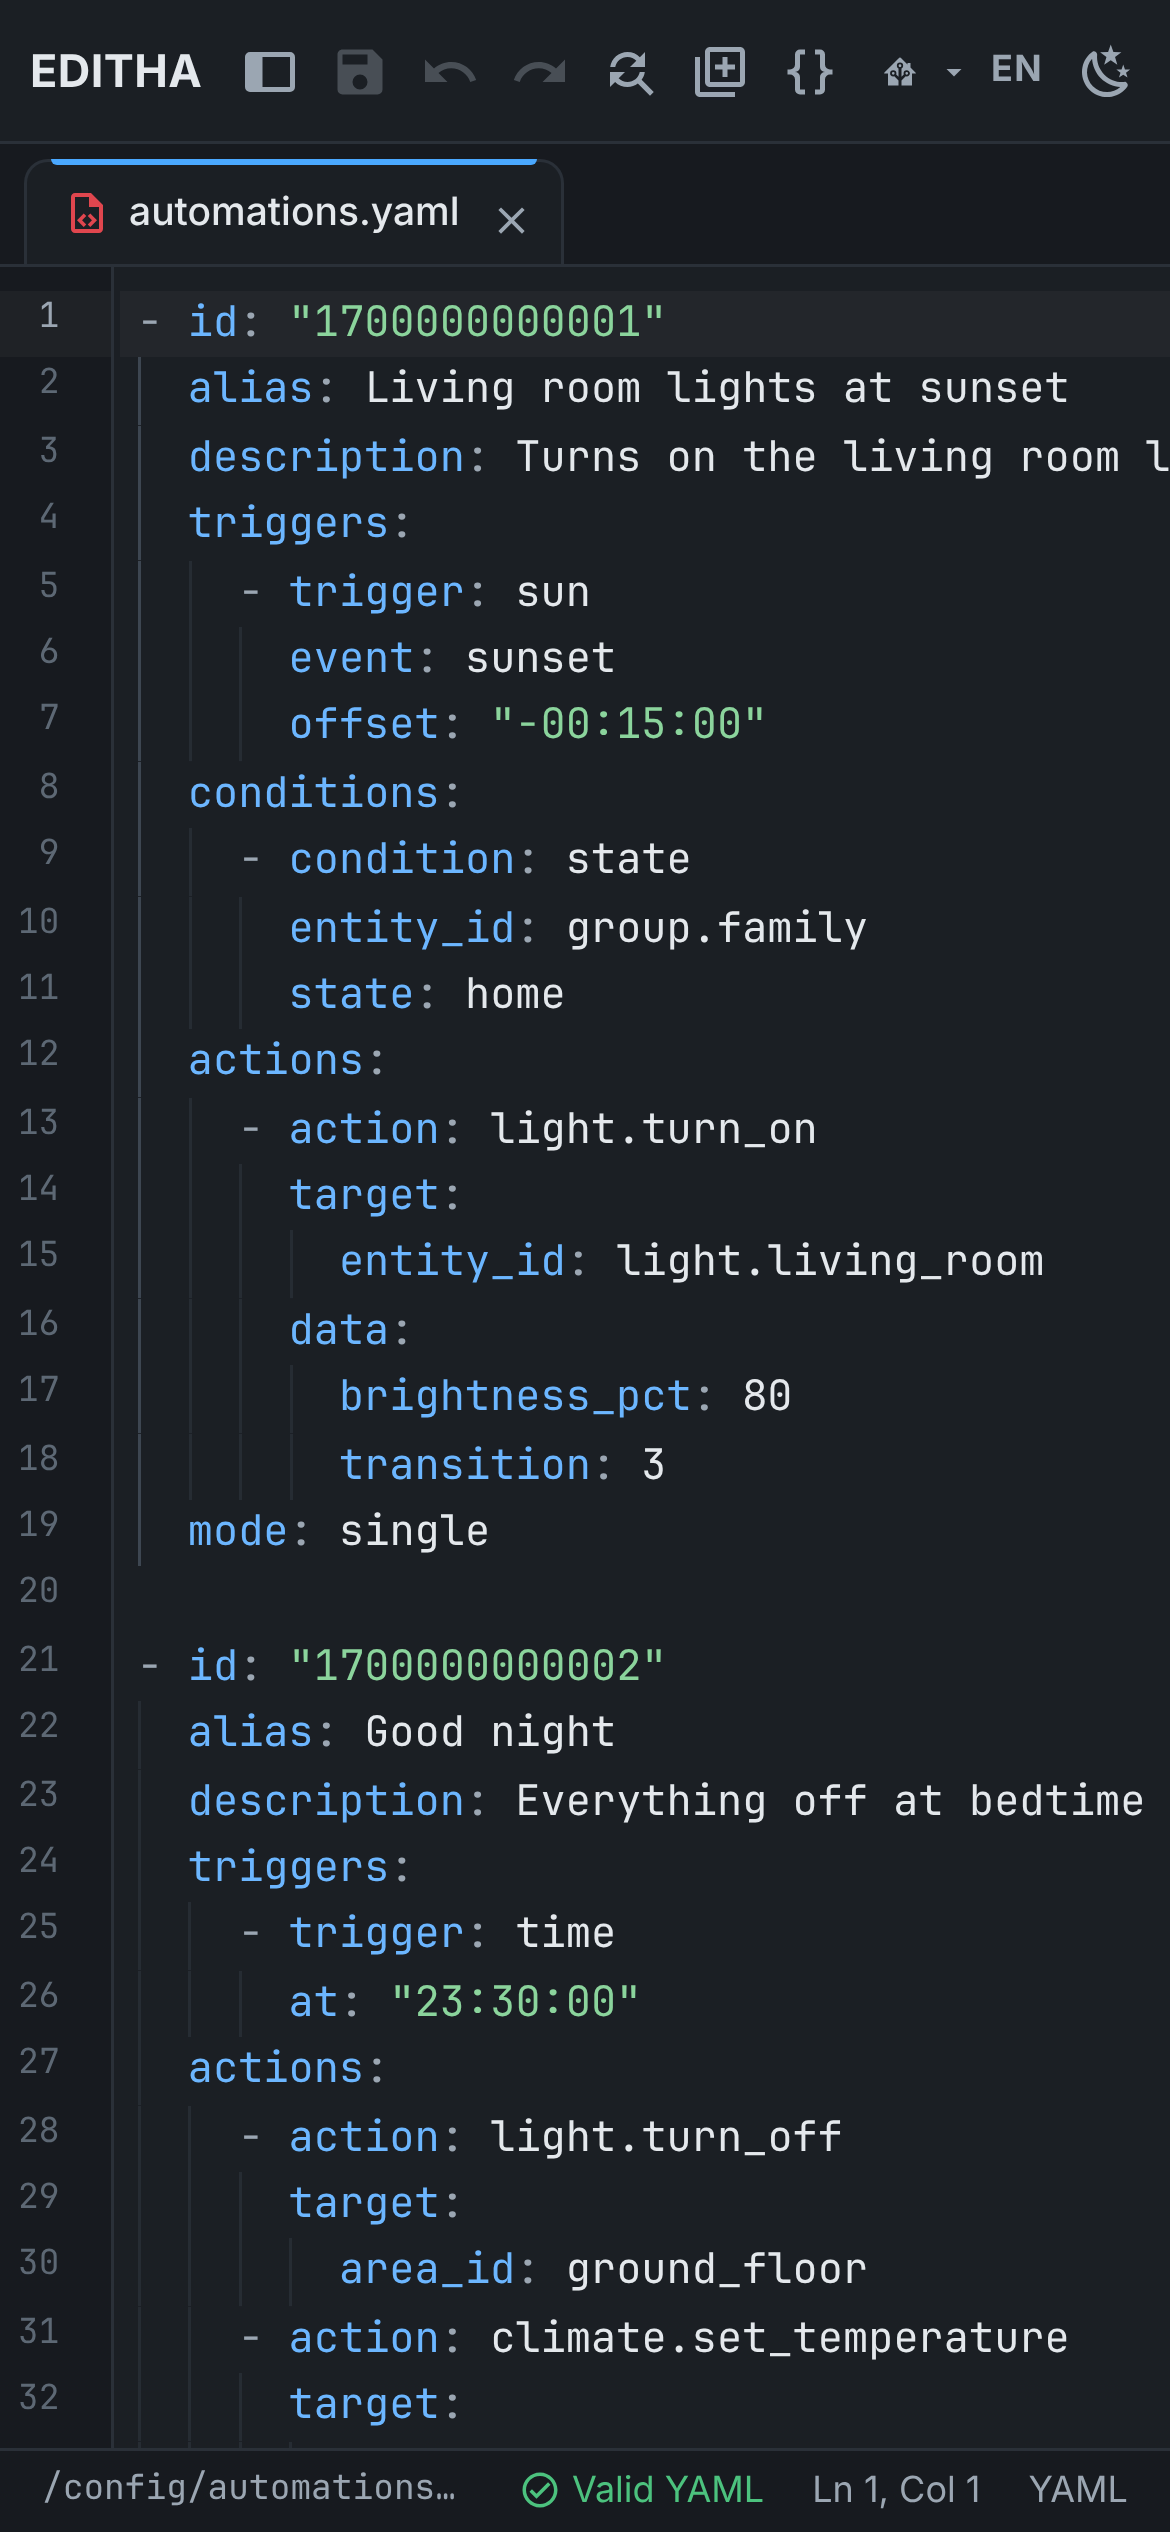 EDITHA EN
automations.yaml
1 - id: "1700000000001"
2 alias: Living room lights at sunset
3 description: Turns on the living room l
4 triggers:
5 - trigger: sun
6 event: sunset
7 offset: "-00:15:00"
8 conditions:
9 - condition: state
10 entity_id: group.family
11 state: home
12 actions:
13 - action: light.turn_on
14 target:
15 entity_id: light.living_room
16 data:
17 brightness_pct: 80
18 transition: 3
19 mode: single
20
21 - id: "1700000000002"
22 alias: Good night
23 description: Everything off at bedtime
24 triggers:
25 - trigger: time
26 at: "23:30:00"
27 actions:
28 - action: light.turn_off
29 target:
30 area_id: ground_floor
31 - action: climate.set_temperature
32 target:
/config/automations… Valid YAML Ln 1, Col 1 YAML